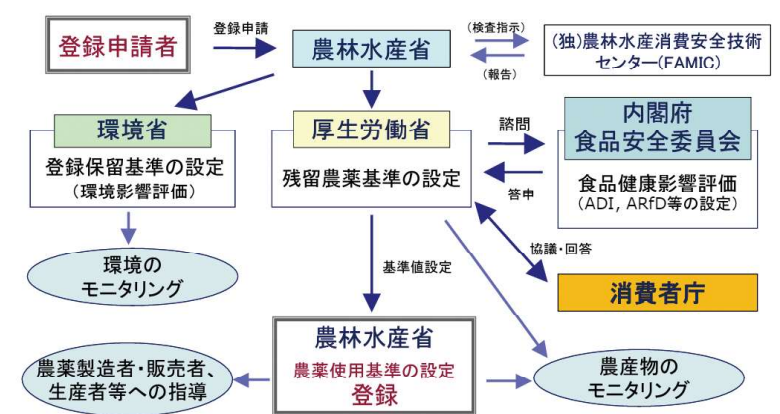 登録申請者
登録申請
農林水産省
(検査指示)
(報告)
(独)農林水産消費安全技術
センター(FAMIC)
環境省
登録保留基準の設定
(環境影響評価)
厚生労働省
残留農薬基準の設定
諮問
答申
内閣府
食品安全委員会
食品健康影響評価
(ADI, ARfD等の設定)
環境の
モニタリング
基準値設定
協議・回答
消費者庁
農林水産省
農薬使用基準の設定
登録
農薬製造者・販売者、
生産者等への指導
農産物の
モニタリング